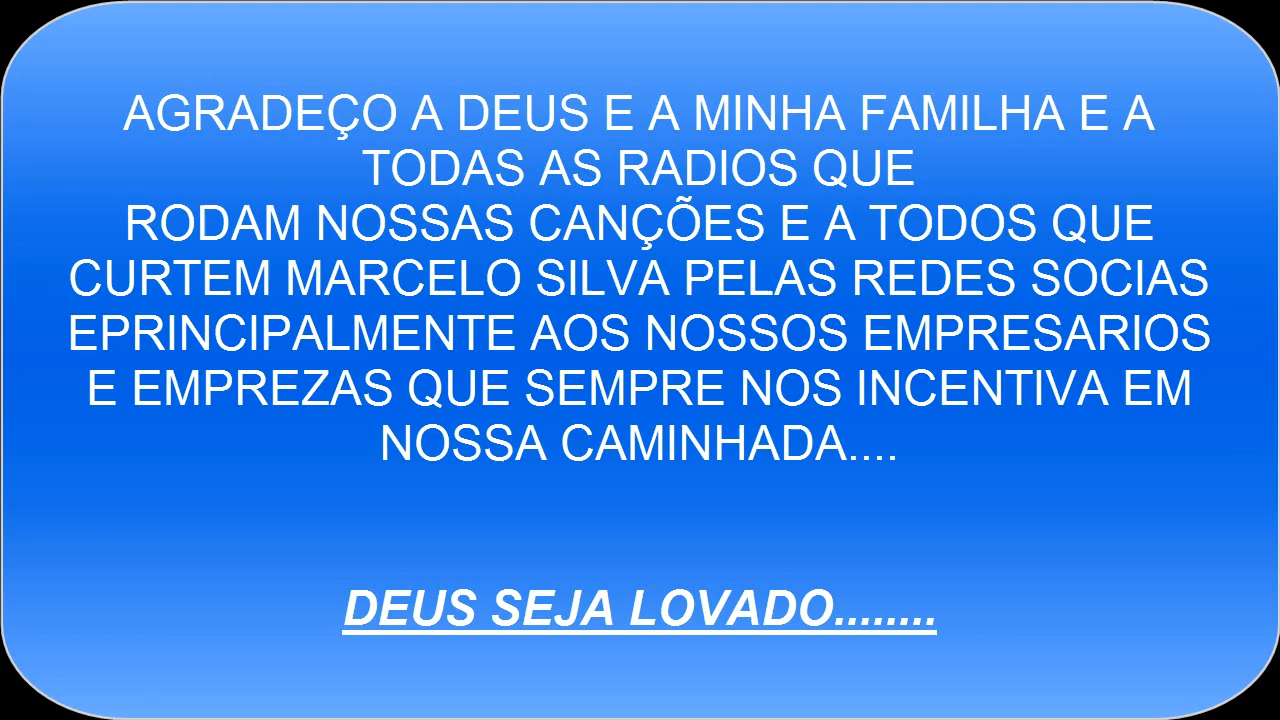 AGRADEÇO A DEUS E A MINHA FAMILHA E A
TODAS AS RADIOS QUE
RODAM NOSSAS CANÇÕES E A TODOS QUE
CURTEM MARCELO SILVA PELAS REDES SOCIAS
EPRINCIPALMENTE AOS NOSSOS EMPRESARIOS
E EMPREZAS QUE SEMPRE NOS INCENTIVA EM
NOSSA CAMINHADA....
DEUS SEJA LOVADO........